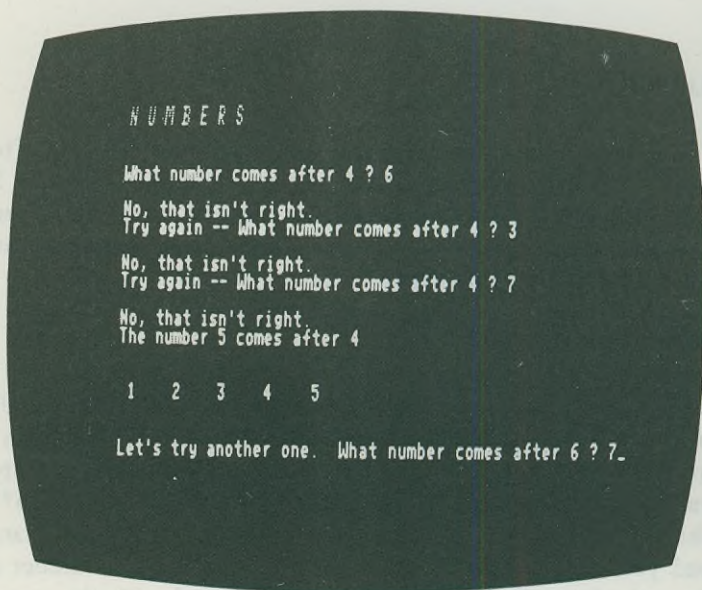 NUMBERS
What number comes after 4 ? 6
No, that isn't right.
Try again -- What number comes after 4 ? 3
No, that isn't right.
Try again -- What number comes after 4 ? 7
No, that isn't right.
The number 5 comes after 4
1 2 3 4 5
Let's try another one. What number comes after 6 ? 7_